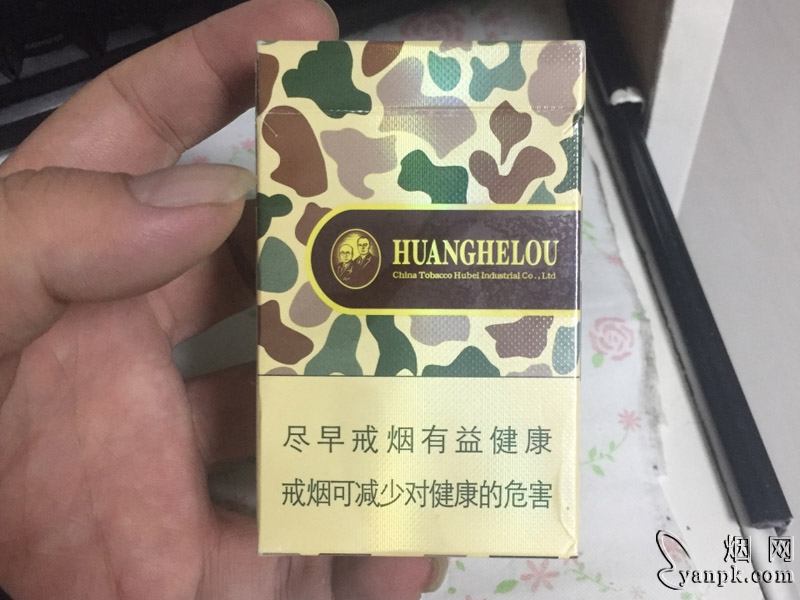 HUANGHELOU
China Tobacco Hubei Industrial Co., Ltd
尽早戒烟有益健康
戒烟可减少对健康的危害
烟网
yanpk.com